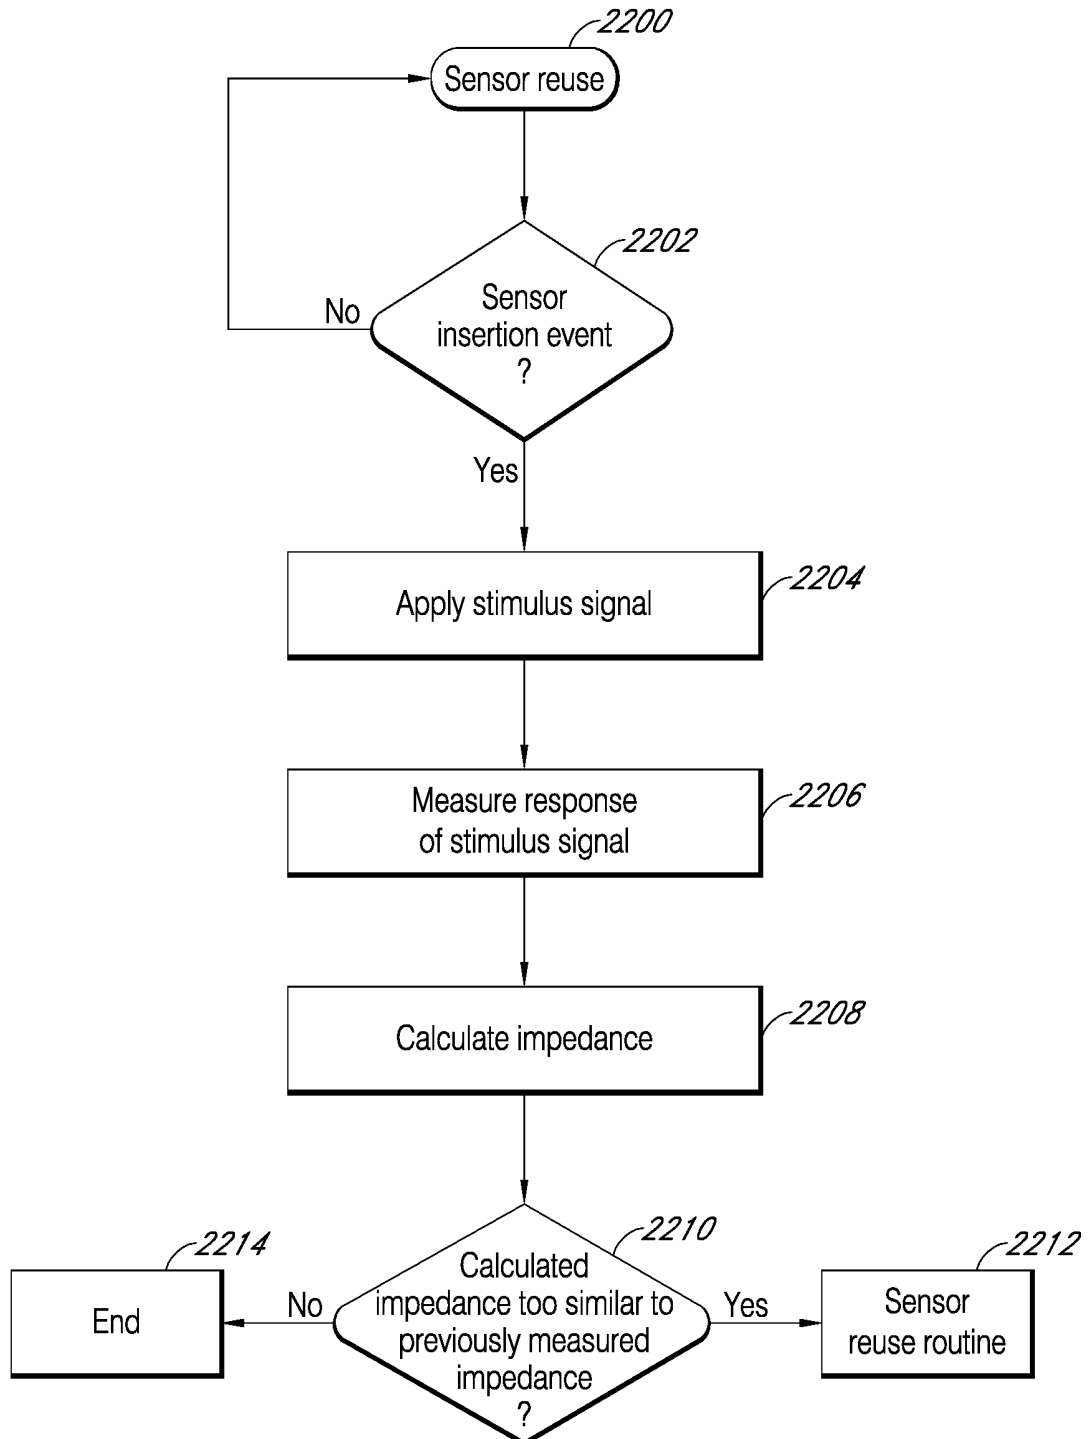 2200
Sensor reuse
2202
Sensor
insertion event
?
No
Yes
2204
Apply stimulus signal
2206
Measure response
of stimulus signal
2208
Calculate impedance
2210
Calculated
impedance too similar to
previously measured
impedance
?
No
Yes
2214
End
2212
Sensor
reuse routine